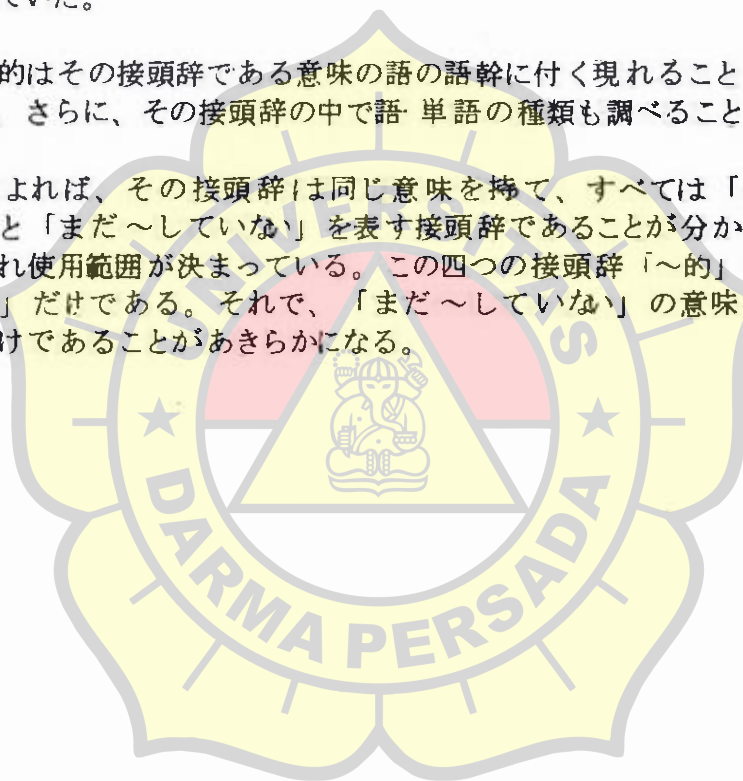 ていた。
的はその接頭辞である意味の語の語幹に付く現れること
さらに、その接頭辞の中で語 単語の種類も調べること
よれば、その接頭辞は同じ意味を持て、すべては「
と「まだ～していない」を表す接頭辞であることが分か
れ使用範囲が決まっている。この四つの接頭辞「～的」
」だけである。それで、「まだ～していない」の意味
けであることがあきらかになる。
UNIVERSITAS
DARMA PERSADA